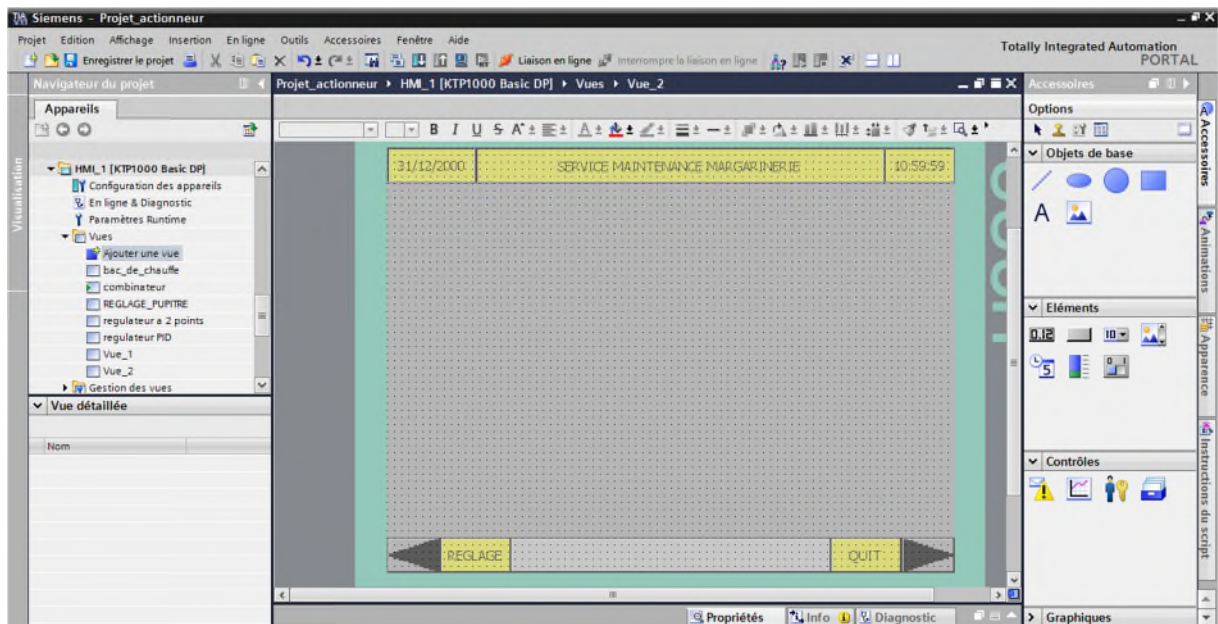 Siemens - Projet_actionneur
Projet Edition Affichage Insertion En ligne Outils Accessoires Fenêtre Aide
Totally Integrated Automation
PORTAL
Enregistrer le projet
Liaison en ligne
Interrompre la liaison en ligne
Navigateur du projet
Projet_actionneur HMI_1 [KTP1000 Basic DP] Vues Vue_2
Accessoires
Appareils
Options
B I U S A
Visualisation
HMI_1 [KTP1000 Basic DP]
Configuration des appareils
En ligne & Diagnostic
Paramètres Runtime
Vues
Ajouter une vue
bac_de_chauffe
combinateur
REGLAGE_PUPITRE
regulateur a 2 points
regulateur PID
Vue_1
Vue_2
Gestion des vues
Vue détaillée
Nom
31/12/2000 SERVICE MAINTENANCE MARGARINERIE 10:59:59
REGLAGE QUIT
Propriétés Info Diagnostic
Objets de base
A
Eléments
0.12
10
5
Contrôles
Graphiques
Accessoires
Animations
Apparence
Instructions du script